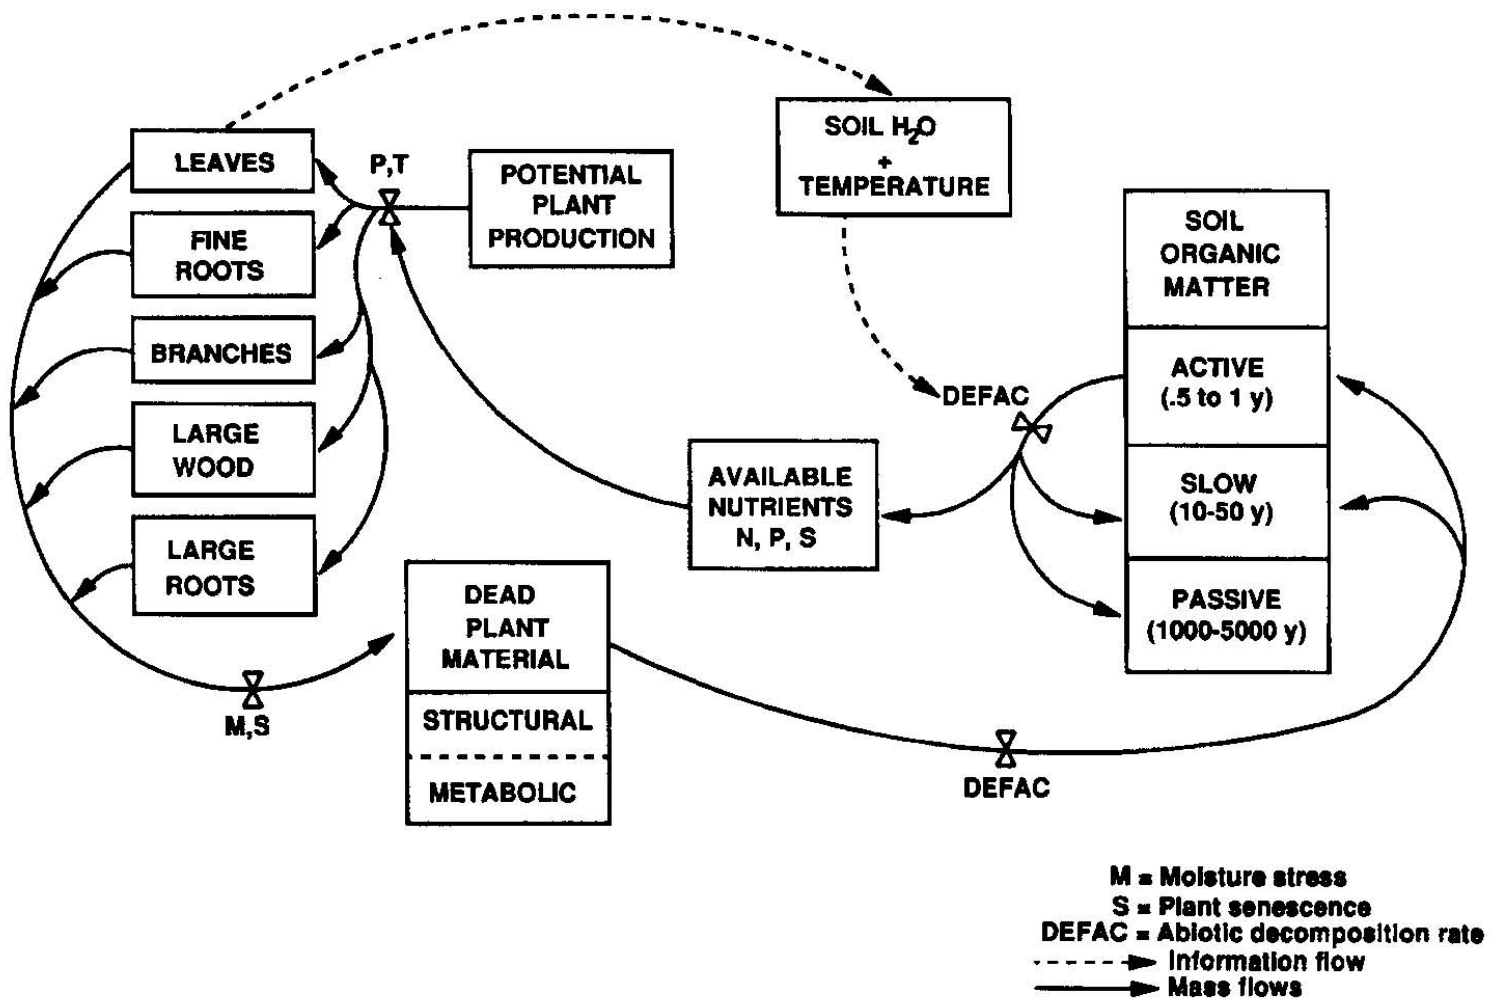 LEAVES
FINE
ROOTS
BRANCHES
LARGE
WOOD
LARGE
ROOTS
P,T
POTENTIAL
PLANT
PRODUCTION
SOIL H2O
+
TEMPERATURE
SOIL
ORGANIC
MATTER
ACTIVE
(.5 to 1 y)
SLOW
(10-50 y)
PASSIVE
(1000-5000 y)
DEFAC
AVAILABLE
NUTRIENTS
N, P, S
DEAD
PLANT
MATERIAL
STRUCTURAL
METABOLIC
M,S
DEFAC
M = Moisture stress
S = Plant senescence
DEFAC = Abiotic decomposition rate
Information flow
Mass flows